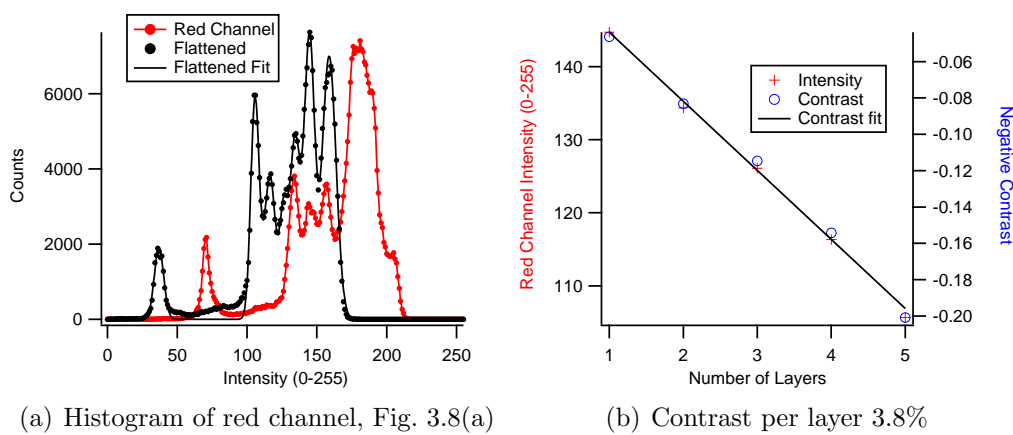 Red Channel
Flattened
Flattened Fit
Counts
6000
4000
2000
0
0 50 100 150 200 250
Intensity (0-255)
(a) Histogram of red channel, Fig. 3.8(a)
Red Channel Intensity (0-255)
140
130
120
110
Intensity
Contrast
Contrast fit
-0.06
-0.08
-0.10
-0.12
-0.14
-0.16
-0.18
-0.20
Negative Contrast
1 2 3 4 5
Number of Layers
(b) Contrast per layer 3.8%